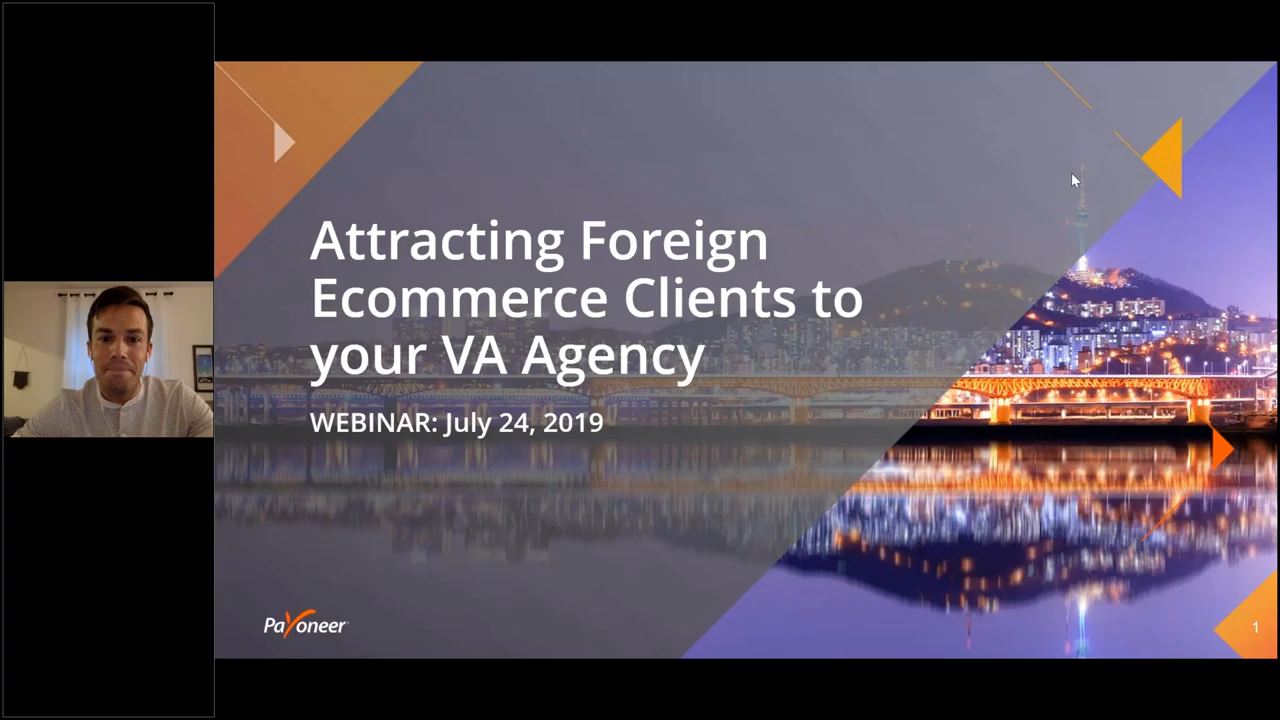 Attracting Foreign
Ecommerce Clients to
your VA Agency
WEBINAR: July 24, 2019
Payoneer
1